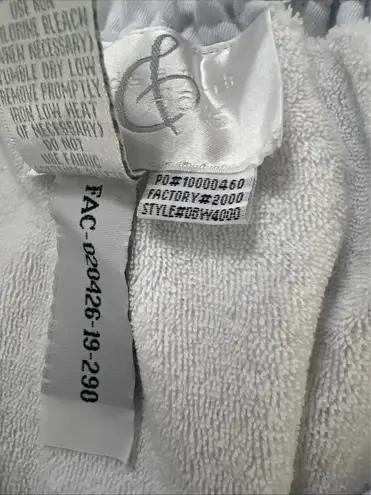 USE NON
CHLORINE BLEACH
(WHEN NECESSARY)
TUMBLE DRY LOW
REMOVE PROMPTLY
IRON LOW HEAT
(IF NECESSARY)
DO NOT
USE FABRIC
PO#10000460
FACTORY#2000
STYLE#DBW4000
FAC-020426-19-290